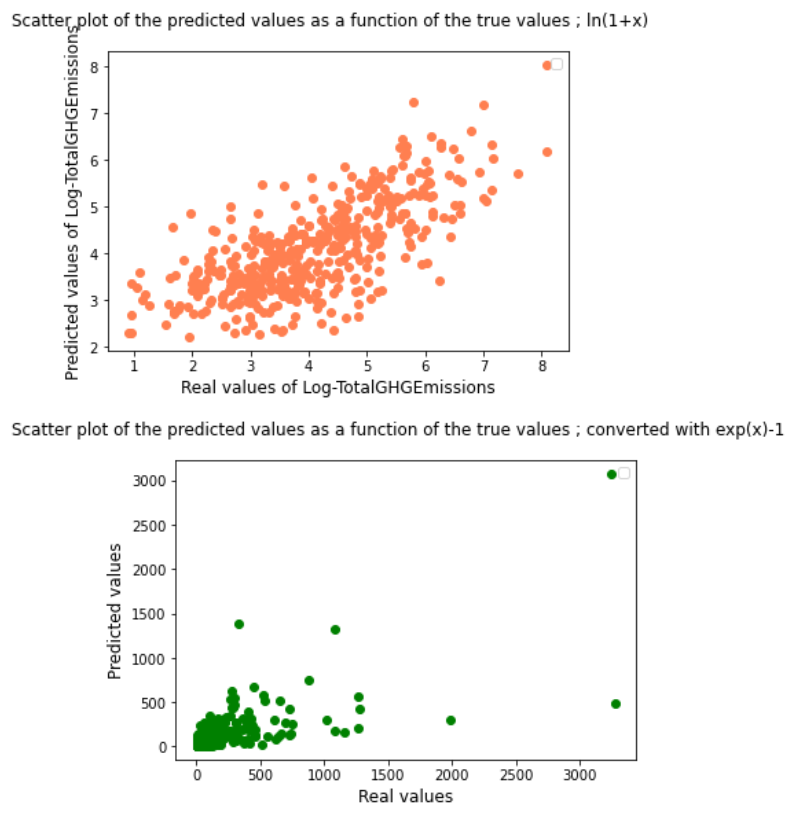 Scatter plot of the predicted values as a function of the true values ; ln(1+x)
Predicted values of Log-TotalGHGEmissions
8
7
6
5
4
3
2
1 2 3 4 5 6 7 8
Real values of Log-TotalGHGEmissions
Scatter plot of the predicted values as a function of the true values ; converted with exp(x)-1
Predicted values
3000
2500
2000
1500
1000
500
0
0 500 1000 1500 2000 2500 3000
Real values